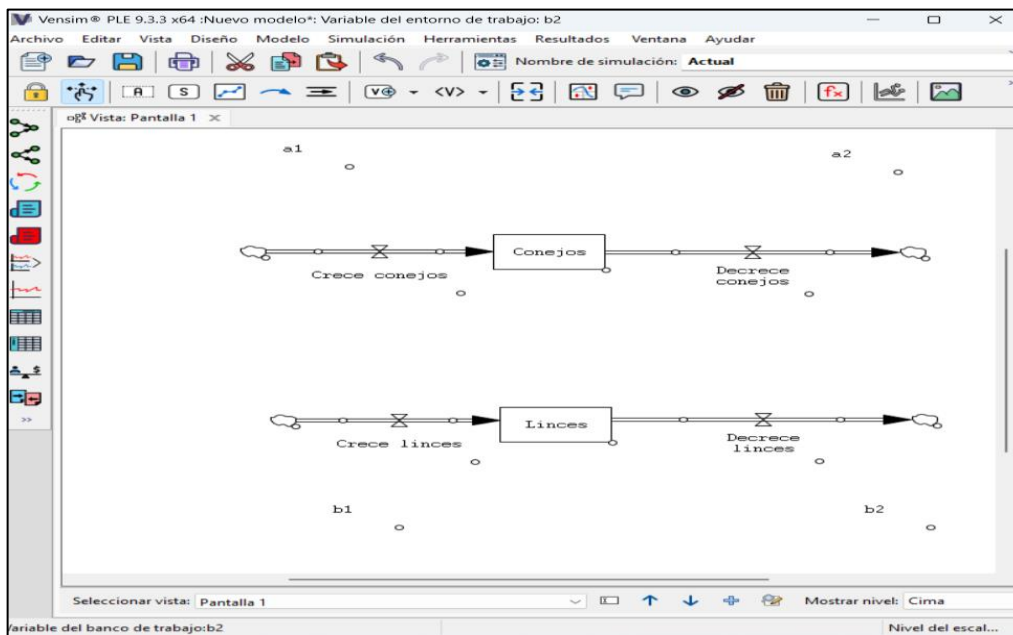 Vensim® PLE 9.3.3 x64 :Nuevo modelo*: Variable del entorno de trabajo: b2
Archivo Editar Vista Diseño Modelo Simulación Herramientas Resultados Ventana Ayudar
Nombre de simulación: Actual
A S V <V> fx
Vista: Pantalla 1
a1
a2
Conejos
Crece conejos
Decrece
conejos
Linces
Crece linces
Decrece
linces
b1
b2
Seleccionar vista: Pantalla 1 Mostrar nivel: Cima
ariable del banco de trabajo:b2 Nivel del escal...